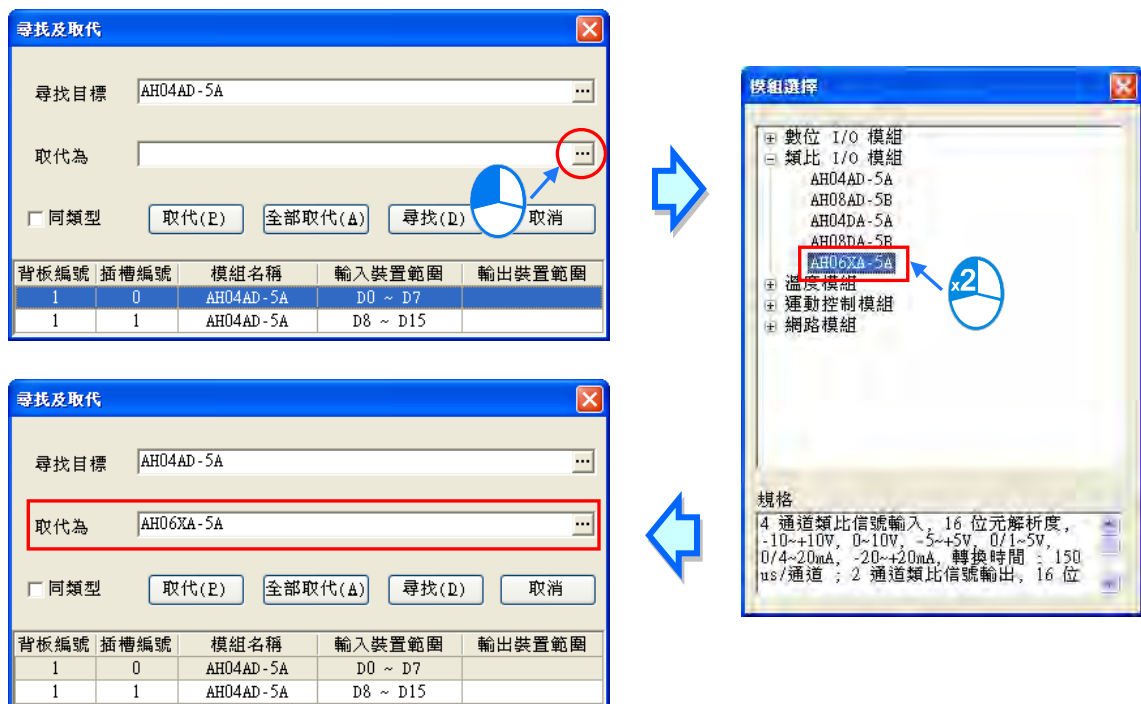 尋找及取代
尋找目標 AH04AD-5A ...
取代為 ...
同類型 取代(P) 全部取代(A) 尋找(D) 取消
背板編號 插槽編號 模組名稱 輸入裝置範圍 輸出裝置範圍
1 0 AH04AD-5A D0 ~ D7
1 1 AH04AD-5A D8 ~ D15
模組選擇
數位 I/O 模組
類比 I/O 模組
AH04AD-5A
AH08AD-5B
AH04DA-5A
AH08DA-5B
AH06XA-5A
x2
溫度模組
運動控制模組
網路模組
規格
4 通道類比信號輸入, 16 位元解析度,
-10~+10V, 0~10V, -5~+5V, 0/1~5V,
0/4~20mA, -20~+20mA, 轉換時間 : 150
us/通道 ; 2 通道類比信號輸出, 16 位
尋找及取代
尋找目標 AH04AD-5A ...
取代為 AH06XA-5A ...
同類型 取代(P) 全部取代(A) 尋找(D) 取消
背板編號 插槽編號 模組名稱 輸入裝置範圍 輸出裝置範圍
1 0 AH04AD-5A D0 ~ D7
1 1 AH04AD-5A D8 ~ D15